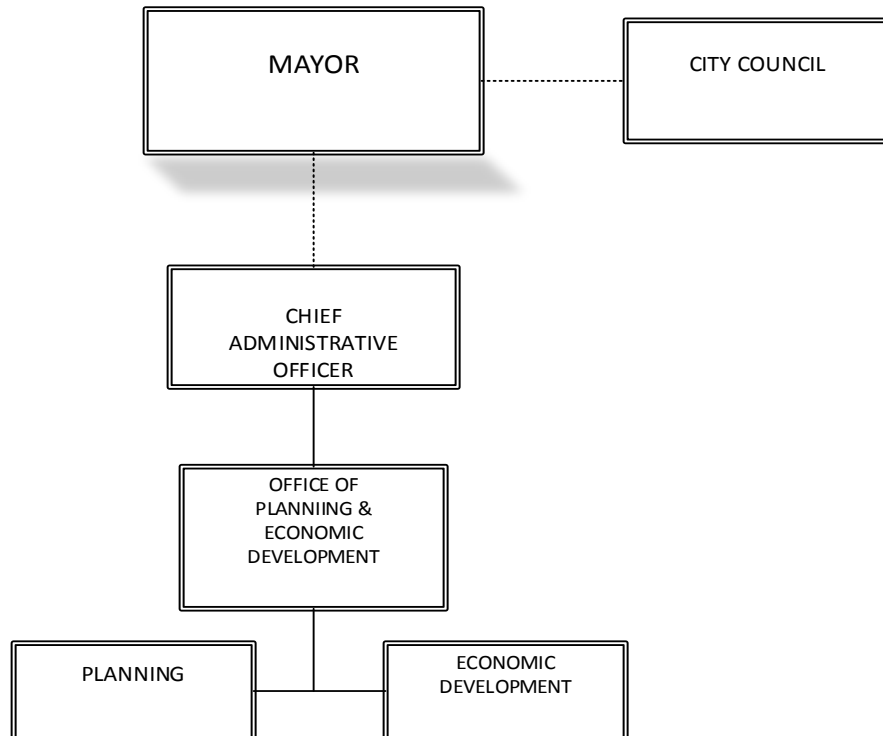 MAYOR
CITY COUNCIL
CHIEF
ADMINISTRATIVE
OFFICER
OFFICE OF
PLANNIING &
ECONOMIC
DEVELOPMENT
PLANNING
ECONOMIC
DEVELOPMENT